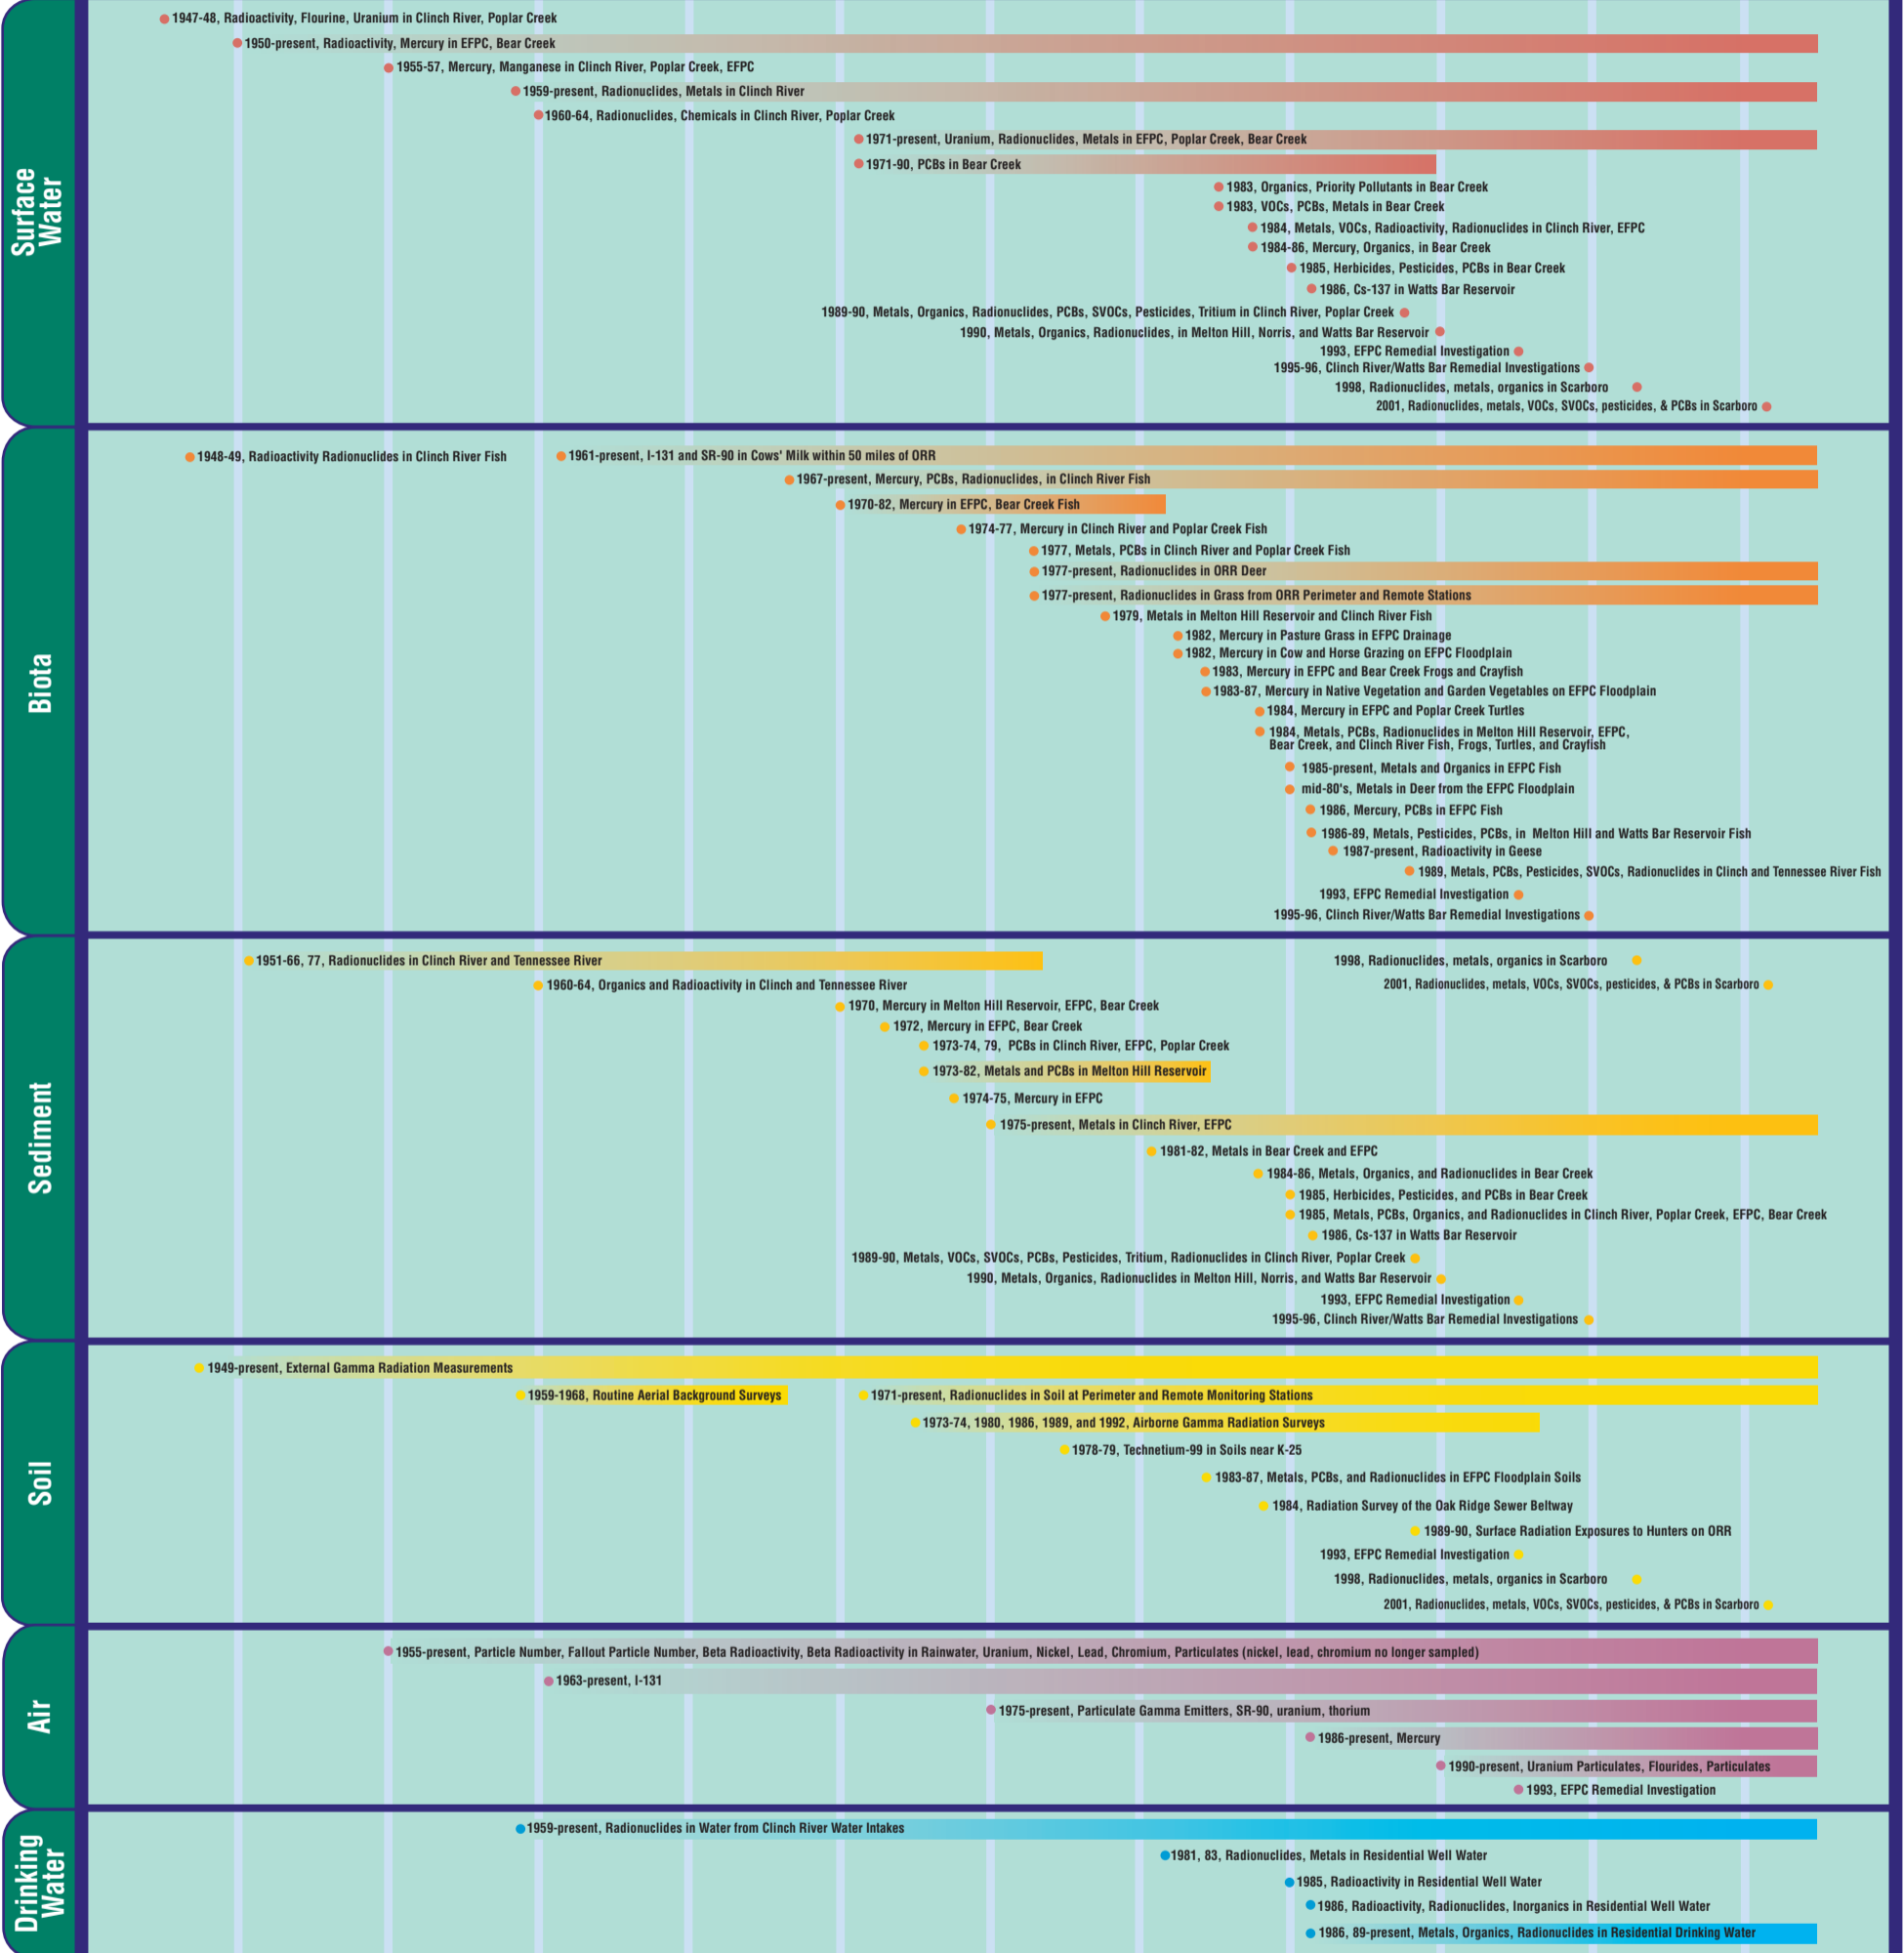 Surface
Water
1947-48, Radioactivity, Flourine, Uranium in Clinch River, Poplar Creek
1950-present, Radioactivity, Mercury in EFPC, Bear Creek
1955-57, Mercury, Manganese in Clinch River, Poplar Creek, EFPC
1959-present, Radionuclides, Metals in Clinch River
1960-64, Radionuclides, Chemicals in Clinch River, Poplar Creek
1971-present, Uranium, Radionuclides, Metals in EFPC, Poplar Creek, Bear Creek
1971-90, PCBs in Bear Creek
1983, Organics, Priority Pollutants in Bear Creek
1983, VOCs, PCBs, Metals in Bear Creek
1984, Metals, VOCs, Radioactivity, Radionuclides in Clinch River, EFPC
1984-86, Mercury, Organics, in Bear Creek
1985, Herbicides, Pesticides, PCBs in Bear Creek
1986, Cs-137 in Watts Bar Reservoir
1989-90, Metals, Organics, Radionuclides, PCBs, SVOCs, Pesticides, Tritium in Clinch River, Poplar Creek
1990, Metals, Organics, Radionuclides, in Melton Hill, Norris, and Watts Bar Reservoir
1993, EFPC Remedial Investigation
1995-96, Clinch River/Watts Bar Remedial Investigations
1998, Radionuclides, metals, organics in Scarboro
2001, Radionuclides, metals, VOCs, SVOCs, pesticides, & PCBs in Scarboro
Biota
1948-49, Radioactivity Radionuclides in Clinch River Fish
1961-present, I-131 and SR-90 in Cows' Milk within 50 miles of ORR
1967-present, Mercury, PCBs, Radionuclides, in Clinch River Fish
1970-82, Mercury in EFPC, Bear Creek Fish
1974-77, Mercury in Clinch River and Poplar Creek Fish
1977, Metals, PCBs in Clinch River and Poplar Creek Fish
1977-present, Radionuclides in ORR Deer
1977-present, Radionuclides in Grass from ORR Perimeter and Remote Stations
1979, Metals in Melton Hill Reservoir and Clinch River Fish
1982, Mercury in Pasture Grass in EFPC Drainage
1982, Mercury in Cow and Horse Grazing on EFPC Floodplain
1983, Mercury in EFPC and Bear Creek Frogs and Crayfish
1983-87, Mercury in Native Vegetation and Garden Vegetables on EFPC Floodplain
1984, Mercury in EFPC and Poplar Creek Turtles
1984, Metals, PCBs, Radionuclides in Melton Hill Reservoir, EFPC,
Bear Creek, and Clinch River Fish, Frogs, Turtles, and Crayfish
1985-present, Metals and Organics in EFPC Fish
mid-80's, Metals in Deer from the EFPC Floodplain
1986, Mercury, PCBs in EFPC Fish
1986-89, Metals, Pesticides, PCBs, in Melton Hill and Watts Bar Reservoir Fish
1987-present, Radioactivity in Geese
1989, Metals, PCBs, Pesticides, SVOCs, Radionuclides in Clinch and Tennessee River Fish
1993, EFPC Remedial Investigation
1995-96, Clinch River/Watts Bar Remedial Investigations
Sediment
1951-66, 77, Radionuclides in Clinch River and Tennessee River
1998, Radionuclides, metals, organics in Scarboro
1960-64, Organics and Radioactivity in Clinch and Tennessee River
2001, Radionuclides, metals, VOCs, SVOCs, pesticides, & PCBs in Scarboro
1970, Mercury in Melton Hill Reservoir, EFPC, Bear Creek
1972, Mercury in EFPC, Bear Creek
1973-74, 79, PCBs in Clinch River, EFPC, Poplar Creek
1973-82, Metals and PCBs in Melton Hill Reservoir
1974-75, Mercury in EFPC
1975-present, Metals in Clinch River, EFPC
1981-82, Metals in Bear Creek and EFPC
1984-86, Metals, Organics, and Radionuclides in Bear Creek
1985, Herbicides, Pesticides, and PCBs in Bear Creek
1985, Metals, PCBs, Organics, and Radionuclides in Clinch River, Poplar Creek, EFPC, Bear Creek
1986, Cs-137 in Watts Bar Reservoir
1989-90, Metals, VOCs, SVOCs, PCBs, Pesticides, Tritium, Radionuclides in Clinch River, Poplar Creek
1990, Metals, Organics, Radionuclides in Melton Hill, Norris, and Watts Bar Reservoir
1993, EFPC Remedial Investigation
1995-96, Clinch River/Watts Bar Remedial Investigations
Soil
1949-present, External Gamma Radiation Measurements
1959-1968, Routine Aerial Background Surveys
1971-present, Radionuclides in Soil at Perimeter and Remote Monitoring Stations
1973-74, 1980, 1986, 1989, and 1992, Airborne Gamma Radiation Surveys
1978-79, Technetium-99 in Soils near K-25
1983-87, Metals, PCBs, and Radionuclides in EFPC Floodplain Soils
1984, Radiation Survey of the Oak Ridge Sewer Beltway
1989-90, Surface Radiation Exposures to Hunters on ORR
1993, EFPC Remedial Investigation
1998, Radionuclides, metals, organics in Scarboro
2001, Radionuclides, metals, VOCs, SVOCs, pesticides, & PCBs in Scarboro
Air
1955-present, Particle Number, Fallout Particle Number, Beta Radioactivity, Beta Radioactivity in Rainwater, Uranium, Nickel, Lead, Chromium, Particulates (nickel, lead, chromium no longer sampled)
1963-present, I-131
1975-present, Particulate Gamma Emitters, SR-90, uranium, thorium
1986-present, Mercury
1990-present, Uranium Particulates, Flourides, Particulates
1993, EFPC Remedial Investigation
Drinking
Water
1959-present, Radionuclides in Water from Clinch River Water Intakes
1981, 83, Radionuclides, Metals in Residential Well Water
1985, Radioactivity in Residential Well Water
1986, Radioactivity, Radionuclides, Inorganics in Residential Well Water
1986, 89-present, Metals, Organics, Radionuclides in Residential Drinking Water